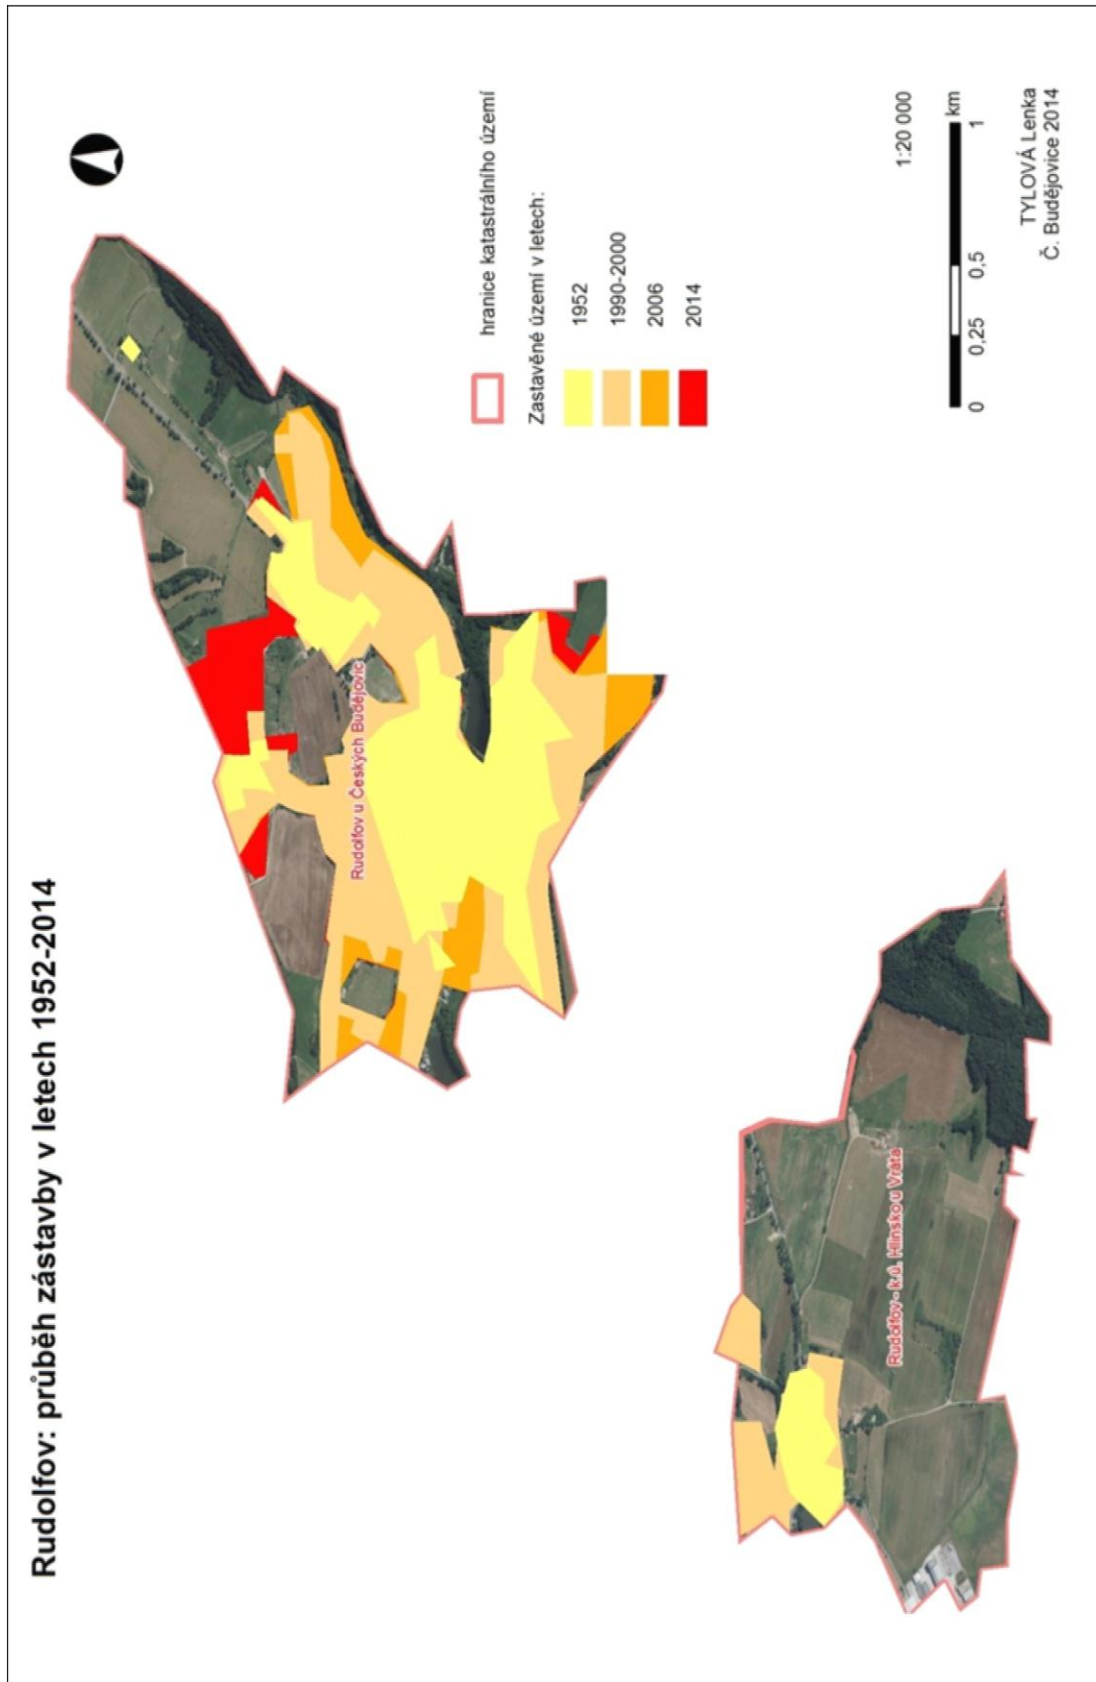 Rudolfov: průběh zástavby v letech 1952-2014
Rudolfov u Českých Budějovic
Rudolfov - k.ú. Hlinsko u Vráta
hranice katastrálního území
Zastavěné území v letech:
1952
1990-2000
2006
2014
1:20 000
km
0 0,25 0,5 1
TYLOVÁ Lenka
Č. Budějovice 2014